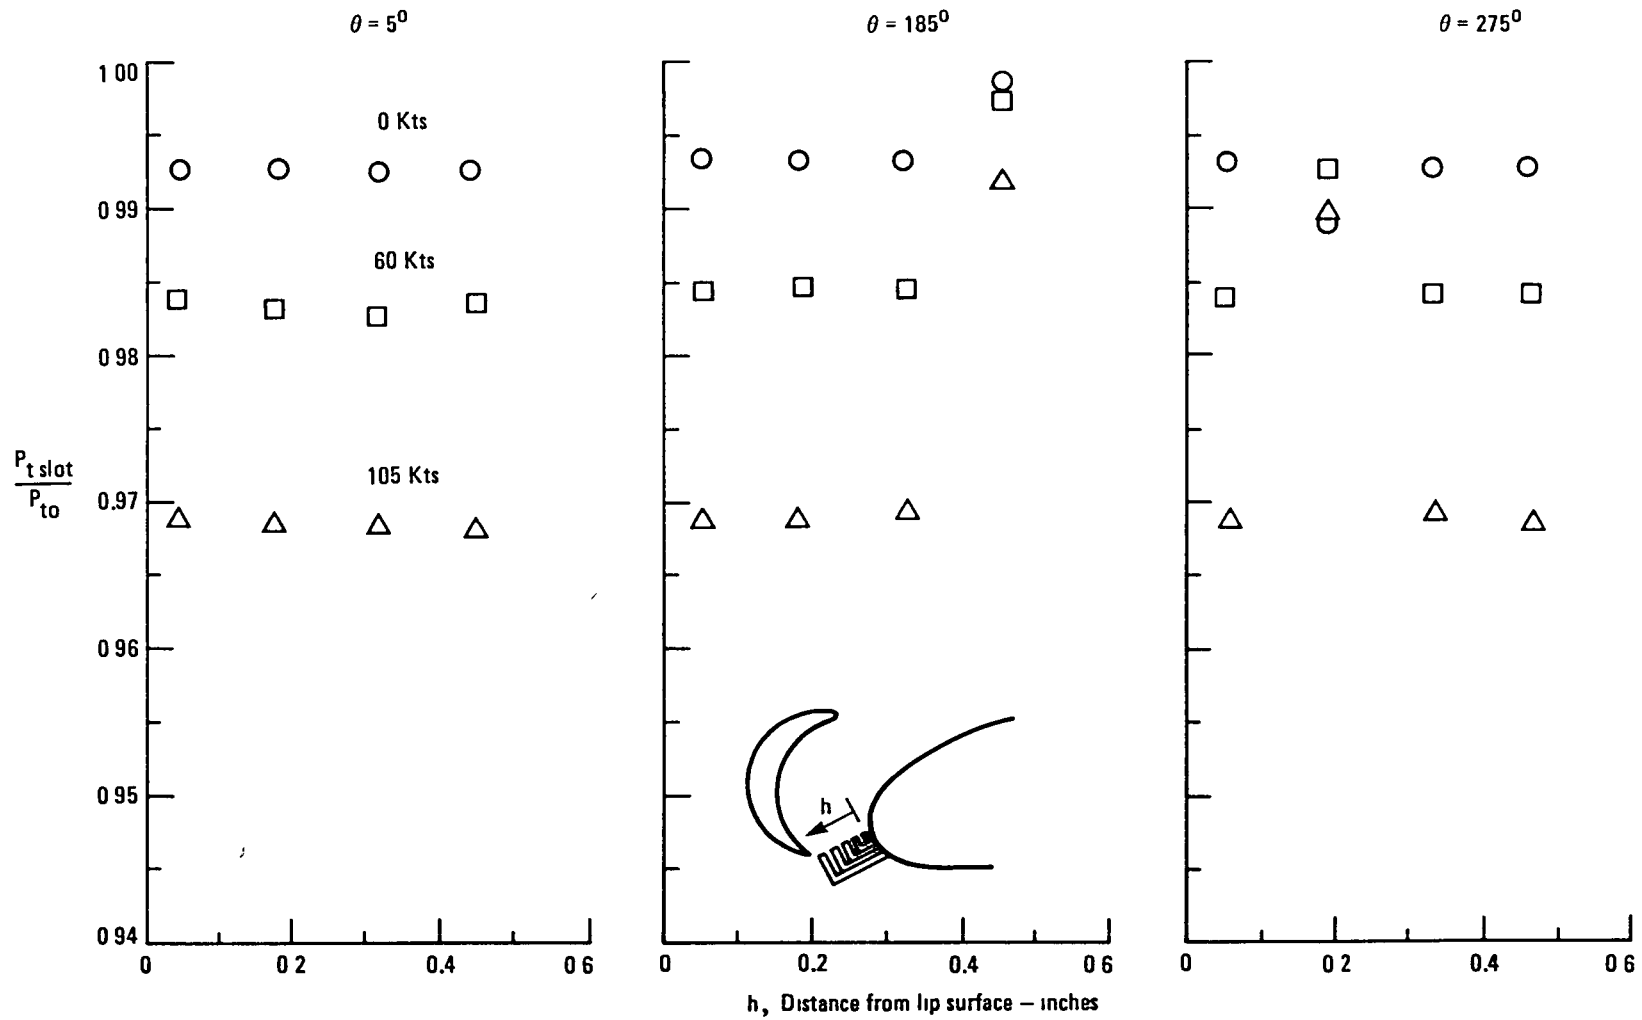 θ = 5⁰
θ = 185⁰
θ = 275⁰
1 00
0 99
0 98
0.97
0 96
0 95
0 94
P t slot
P to
0 Kts
60 Kts
105 Kts
h
0
0 2
0.4
0 6
0
0.2
0.4
0 6
0
0 2
0 4
0 6
h, Distance from lip surface – inches